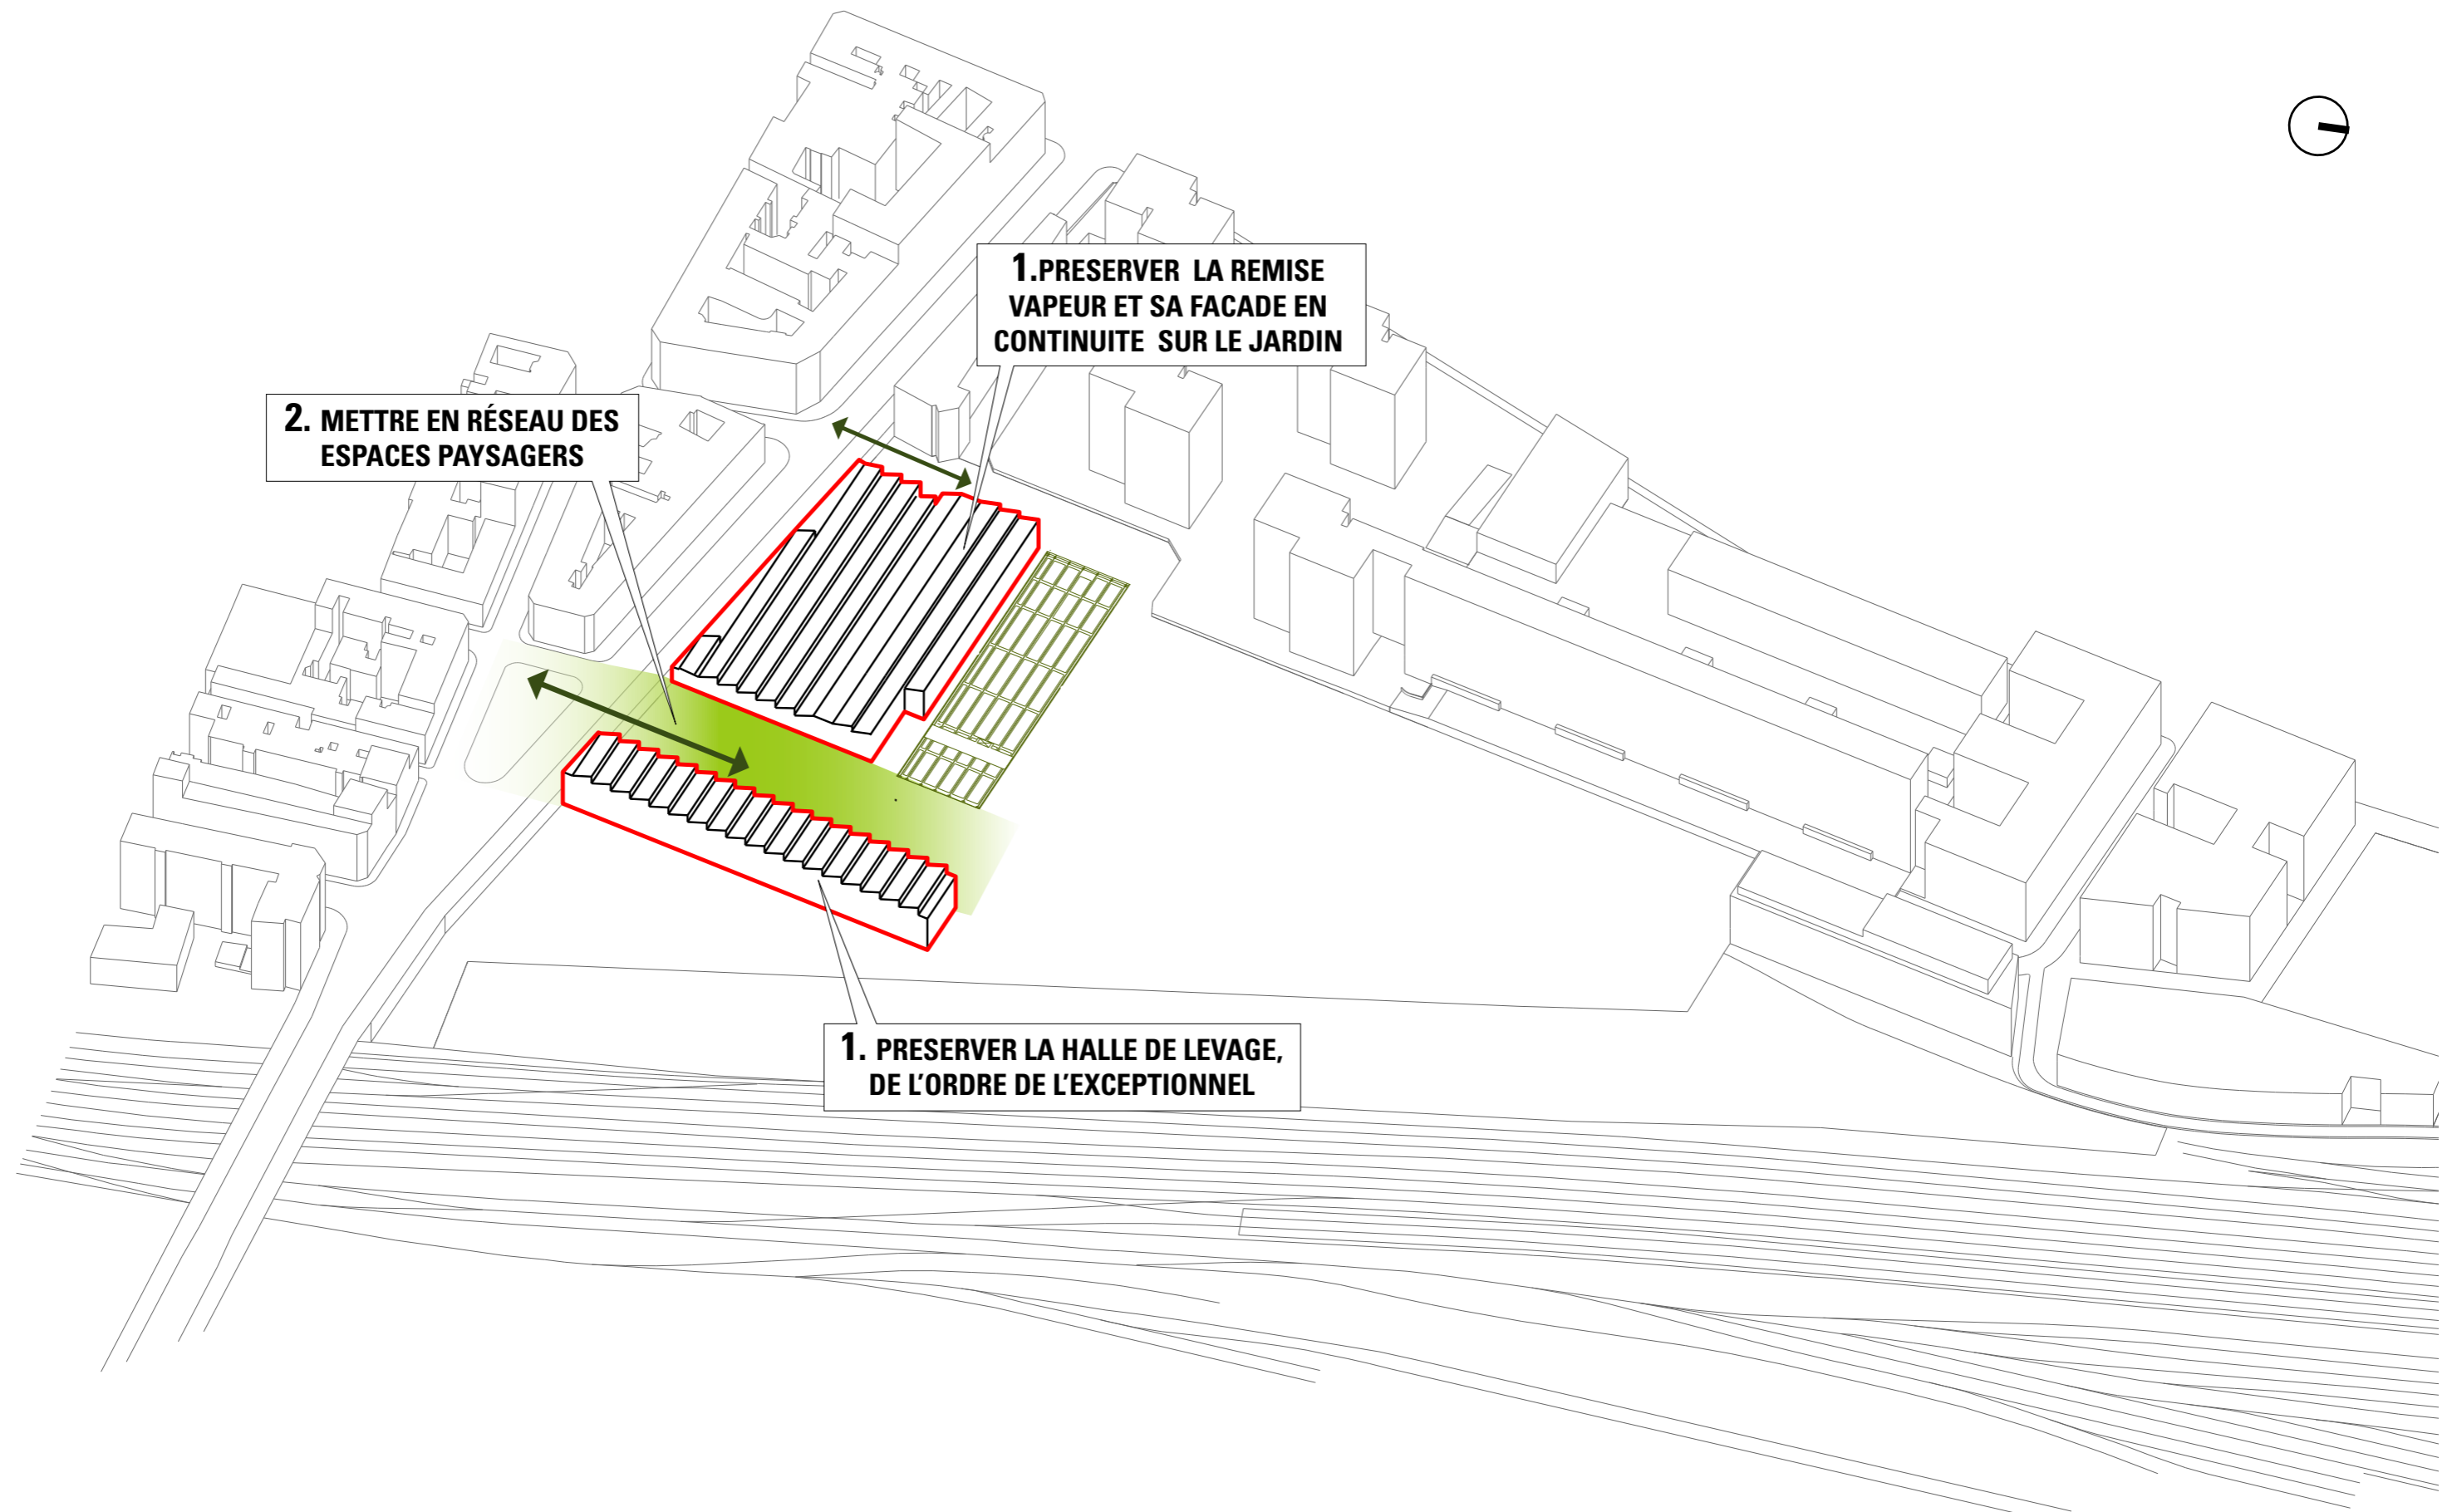 1.PRESERVER LA REMISE
VAPEUR ET SA FACADE EN
CONTINUITE SUR LE JARDIN
2. METTRE EN RÉSEAU DES
ESPACES PAYSAGERS
1. PRESERVER LA HALLE DE LEVAGE,
DE L'ORDRE DE L'EXCEPTIONNEL